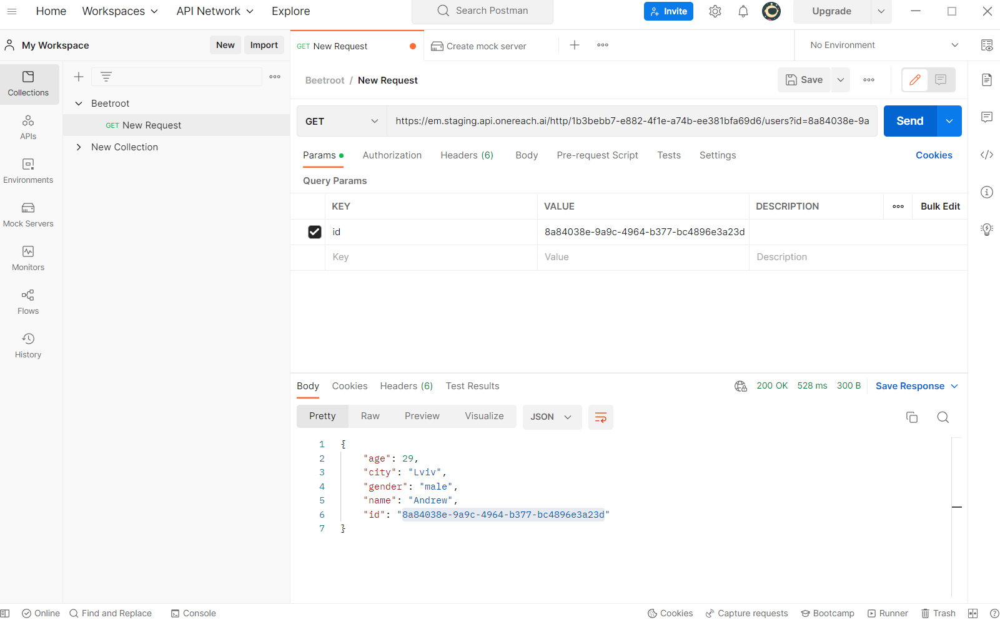 Home Workspaces API Network Explore Search Postman Invite Upgrade
My Workspace New Import GET New Request Create mock server No Environment
Beetroot / New Request Save
Collections
Beetroot
GET New Request
New Collection
APIs
Environments
Mock Servers
Monitors
Flows
History
GET https://em.staging.api.onereach.ai/http/1b3bebb7-e882-4f1e-a74b-ee381bfa69d6/users?id=8a84038e-9a Send
Params Authorization Headers (6) Body Pre-request Script Tests Settings Cookies
Query Params
KEY VALUE DESCRIPTION Bulk Edit
id 8a84038e-9a9c-4964-b377-bc4896e3a23d
Key Value Description
Body Cookies Headers (6) Test Results 200 OK 528 ms 300 B Save Response
Pretty Raw Preview Visualize JSON
1 {
2 "age": 29,
3 "city": "Lviv",
4 "gender": "male",
5 "name": "Andrew",
6 "id": "8a84038e-9a9c-4964-b377-bc4896e3a23d"
7 }
Online Find and Replace Console Cookies Capture requests Bootcamp Runner Trash